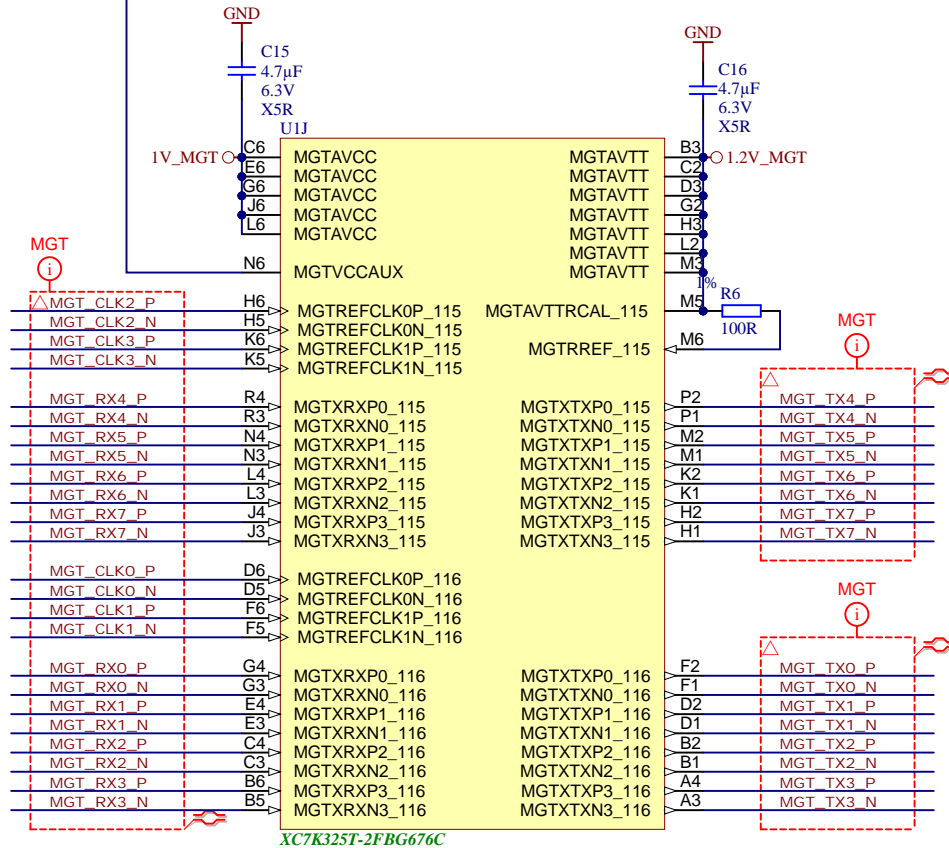 GND
C15
4.7µF
6.3V
X5R
GND
C16
4.7µF
6.3V
X5R
U1J
1V_MGT C6 MGTAVCC MGTAVTT B3 1.2V_MGT
E6 MGTAVCC MGTAVTT C2
G6 MGTAVCC MGTAVTT D3
J6 MGTAVCC MGTAVTT G2
L6 MGTAVCC MGTAVTT H3
MGTAVTT L2
MGT
i
N6 MGTVCCAUX MGTAVTT M3
1% R6
100R
MGT_CLK2_P H6 MGTREFCLK0P_115 MGTAVTTRCAL_115 M5
MGT_CLK2_N H5 MGTREFCLK0N_115
MGT_CLK3_P K6 MGTREFCLK1P_115 MGTRREF_115 M6
MGT_CLK3_N K5 MGTREFCLK1N_115
MGT
i
MGT_RX4_P R4 MGTXRXP0_115 MGTXTXP0_115 P2 MGT_TX4_P
MGT_RX4_N R3 MGTXRXN0_115 MGTXTXN0_115 P1 MGT_TX4_N
MGT_RX5_P N4 MGTXRXP1_115 MGTXTXP1_115 M2 MGT_TX5_P
MGT_RX5_N N3 MGTXRXN1_115 MGTXTXN1_115 M1 MGT_TX5_N
MGT_RX6_P L4 MGTXRXP2_115 MGTXTXP2_115 K2 MGT_TX6_P
MGT_RX6_N L3 MGTXRXN2_115 MGTXTXN2_115 K1 MGT_TX6_N
MGT_RX7_P J4 MGTXRXP3_115 MGTXTXP3_115 H2 MGT_TX7_P
MGT_RX7_N J3 MGTXRXN3_115 MGTXTXN3_115 H1 MGT_TX7_N
MGT_CLK0_P D6 MGTREFCLK0P_116
MGT_CLK0_N D5 MGTREFCLK0N_116
MGT_CLK1_P F6 MGTREFCLK1P_116
MGT_CLK1_N F5 MGTREFCLK1N_116
MGT
i
MGT_RX0_P G4 MGTXRXP0_116 MGTXTXP0_116 F2 MGT_TX0_P
MGT_RX0_N G3 MGTXRXN0_116 MGTXTXN0_116 F1 MGT_TX0_N
MGT_RX1_P E4 MGTXRXP1_116 MGTXTXP1_116 D2 MGT_TX1_P
MGT_RX1_N E3 MGTXRXN1_116 MGTXTXN1_116 D1 MGT_TX1_N
MGT_RX2_P C4 MGTXRXP2_116 MGTXTXP2_116 B2 MGT_TX2_P
MGT_RX2_N C3 MGTXRXN2_116 MGTXTXN2_116 B1 MGT_TX2_N
MGT_RX3_P B6 MGTXRXP3_116 MGTXTXP3_116 A4 MGT_TX3_P
MGT_RX3_N B5 MGTXRXN3_116 MGTXTXN3_116 A3 MGT_TX3_N
XC7K325T-2FBG676C